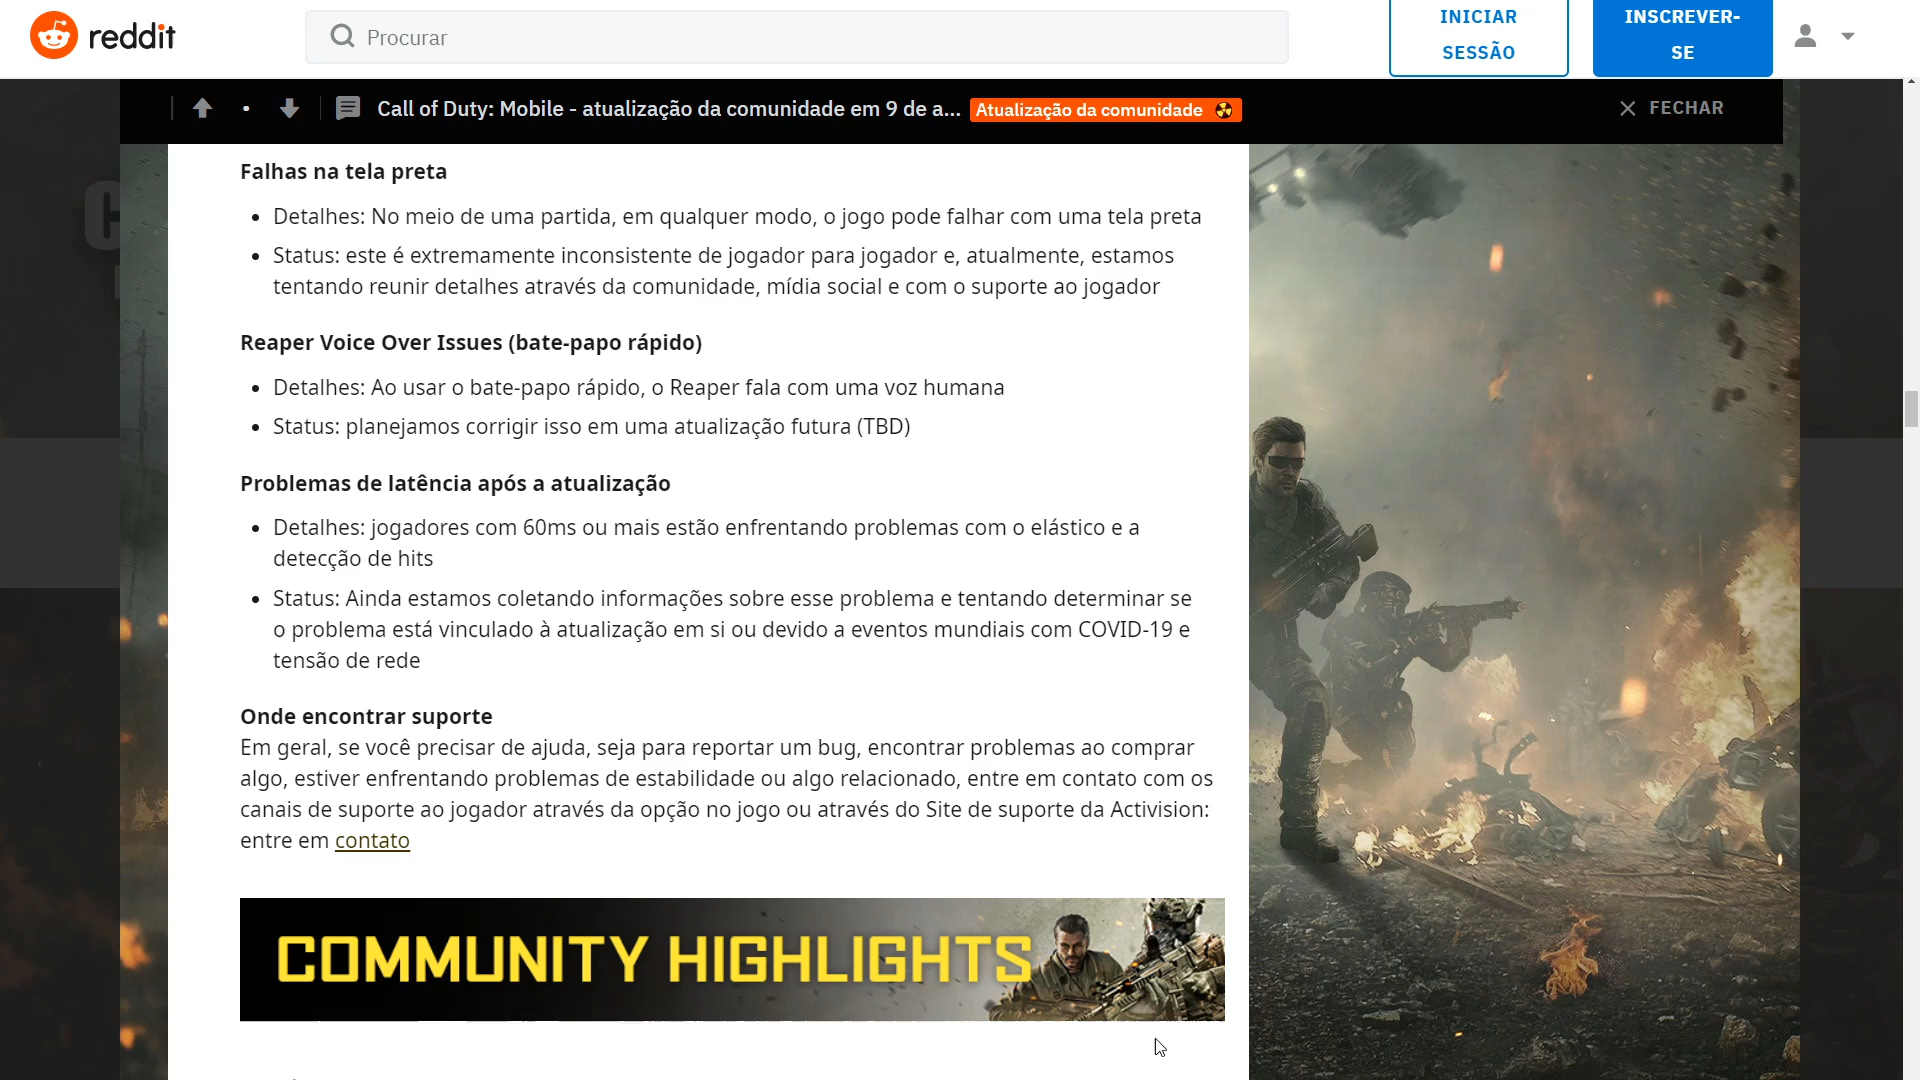 reddit
Procurar
INICIAR
SESSÃO
INSCREVER-
SE
Call of Duty: Mobile - atualização da comunidade em 9 de a...
Atualização da comunidade
FECHAR
Falhas na tela preta
• Detalhes: No meio de uma partida, em qualquer modo, o jogo pode falhar com uma tela preta
• Status: este é extremamente inconsistente de jogador para jogador e, atualmente, estamos
tentando reunir detalhes através da comunidade, mídia social e com o suporte ao jogador
Reaper Voice Over Issues (bate-papo rápido)
• Detalhes: Ao usar o bate-papo rápido, o Reaper fala com uma voz humana
• Status: planejamos corrigir isso em uma atualização futura (TBD)
Problemas de latência após a atualização
• Detalhes: jogadores com 60ms ou mais estão enfrentando problemas com o elástico e a
detecção de hits
• Status: Ainda estamos coletando informações sobre esse problema e tentando determinar se
o problema está vinculado à atualização em si ou devido a eventos mundiais com COVID-19 e
tensão de rede
Onde encontrar suporte
Em geral, se você precisar de ajuda, seja para reportar um bug, encontrar problemas ao comprar
algo, estiver enfrentando problemas de estabilidade ou algo relacionado, entre em contato com os
canais de suporte ao jogador através da opção no jogo ou através do Site de suporte da Activision:
entre em contato
COMMUNITY HIGHLIGHTS